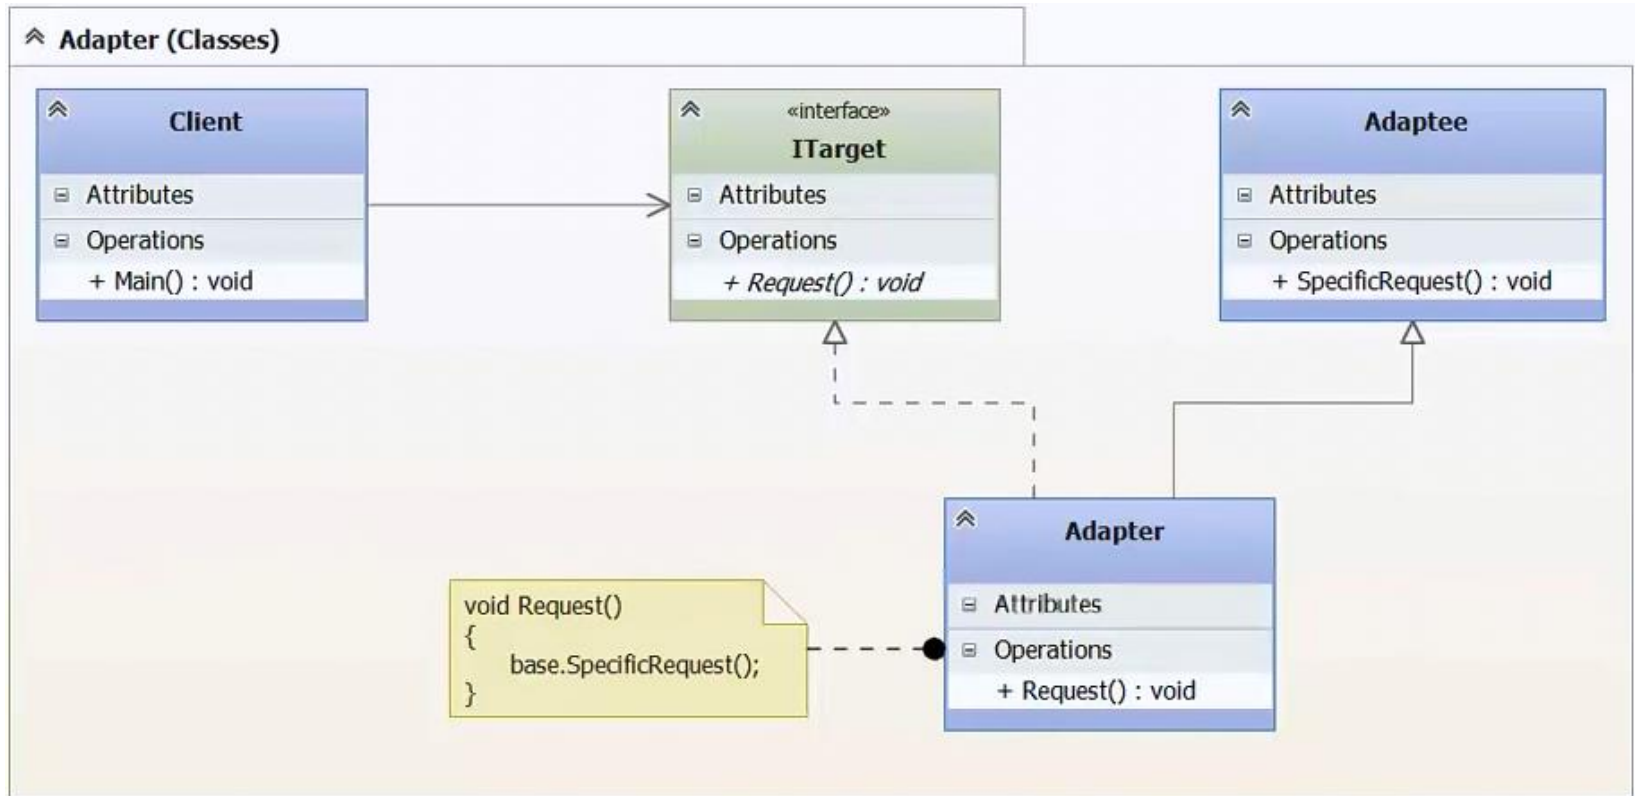 Adapter (Classes)
Client
Attributes
Operations
+ Main() : void
«interface»
ITarget
Attributes
Operations
+ Request() : void
Adaptee
Attributes
Operations
+ SpecificRequest() : void
Adapter
Attributes
Operations
+ Request() : void
void Request()
{
base.SpecificRequest();
}